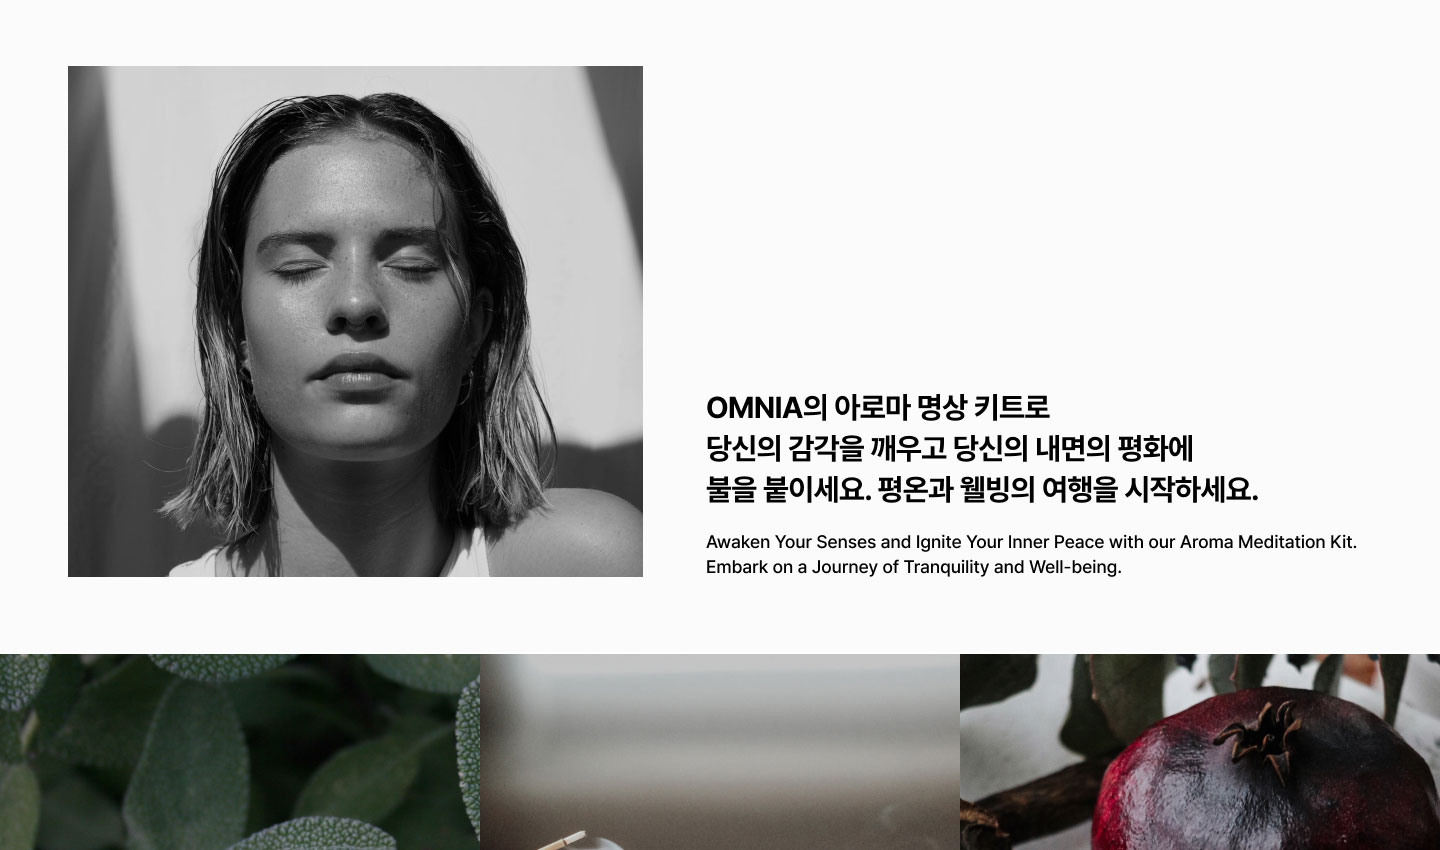 OMNIA의 아로마 명상 키트로
당신의 감각을 깨우고 당신의 내면의 평화에
불을 붙이세요. 평온과 웰빙의 여행을 시작하세요.
Awaken Your Senses and Ignite Your Inner Peace with our Aroma Meditation Kit.
Embark on a Journey of Tranquility and Well-being.